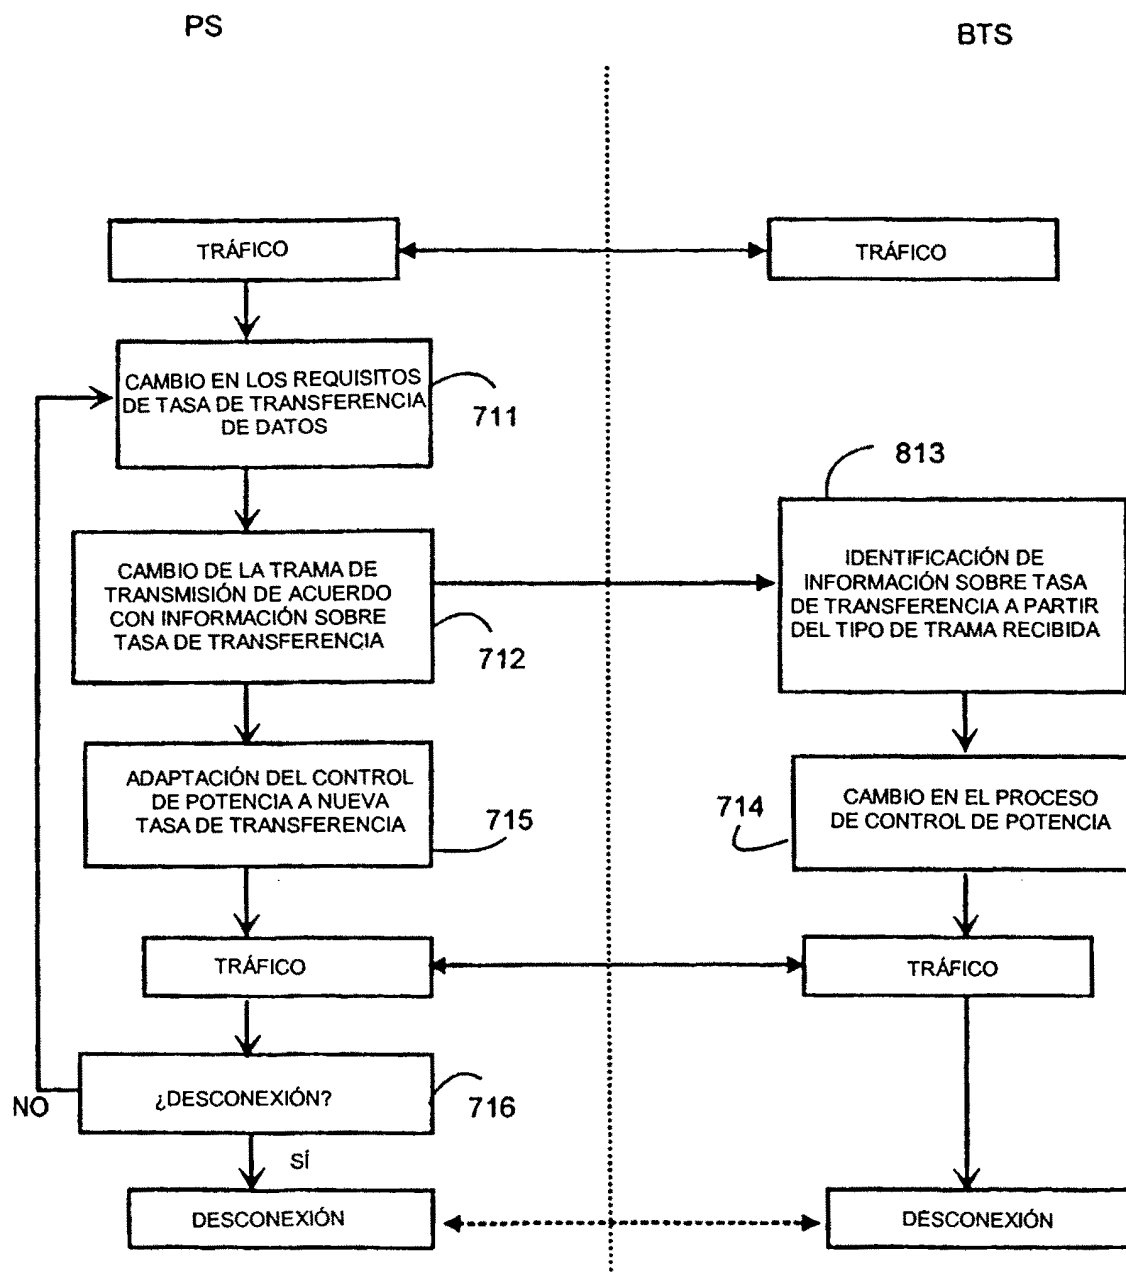 PS
BTS
TRÁFICO
TRÁFICO
CAMBIO EN LOS REQUISITOS
DE TASA DE TRANSFERENCIA
DE DATOS
711
813
CAMBIO DE LA TRAMA DE
TRANSMISIÓN DE ACUERDO
CON INFORMACIÓN SOBRE
TASA DE TRANSFERENCIA
712
IDENTIFICACIÓN DE
INFORMACIÓN SOBRE TASA
DE TRANSFERENCIA A PARTIR
DEL TIPO DE TRAMA RECIBIDA
ADAPTACIÓN DEL CONTROL
DE POTENCIA A NUEVA
TASA DE TRANSFERENCIA
715
714
CAMBIO EN EL PROCESO
DE CONTROL DE POTENCIA
TRÁFICO
TRÁFICO
¿DESCONEXIÓN?
716
NO
SÍ
DESCONEXIÓN
DESCONEXIÓN